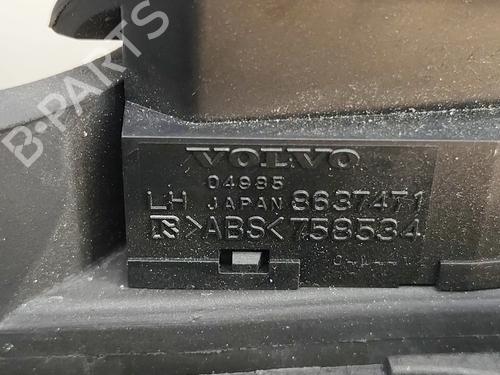 B-PARTS
VOLVO
04985
LH JAPAN 8637471
R >ABS< 758534